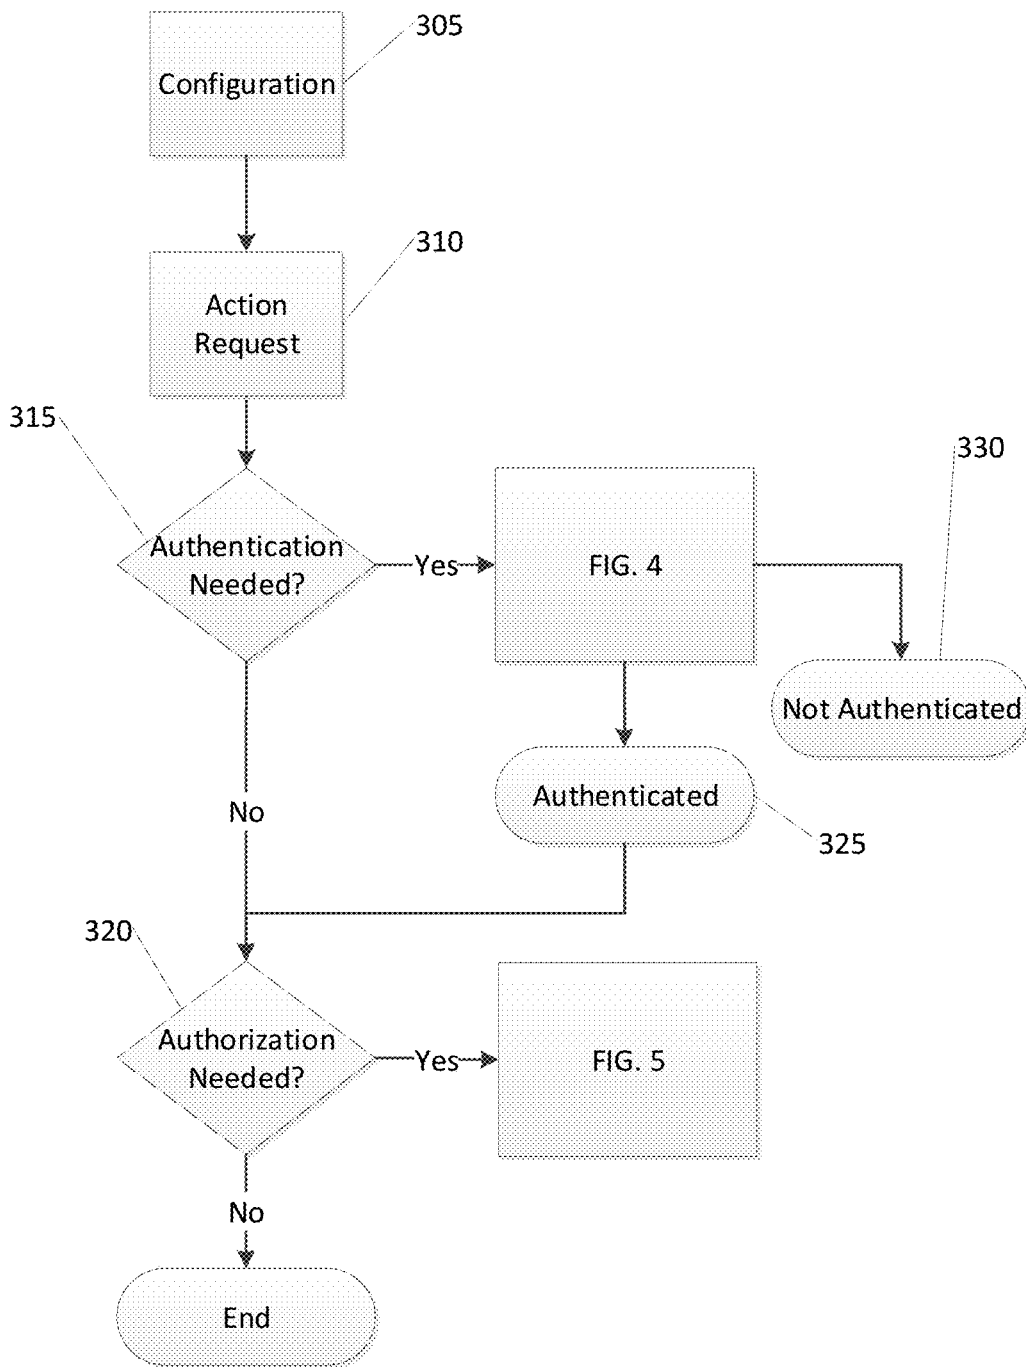 305
Configuration
310
Action
Request
315
330
Authentication
Needed?
Yes
FIG. 4
Not Authenticated
Authenticated
No
325
320
Authorization
Needed?
Yes
FIG. 5
No
End